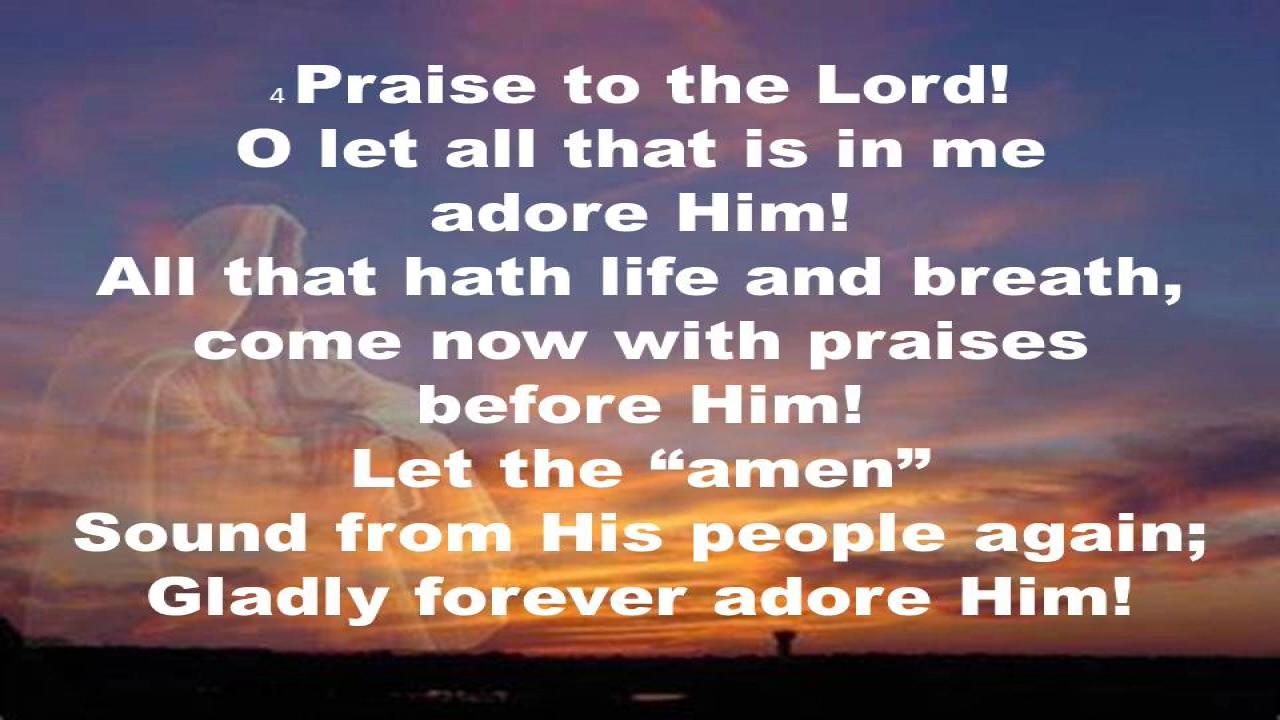 4 Praise to the Lord!
O let all that is in me
adore Him!
All that hath life and breath,
come now with praises
before Him!
Let the “amen”
Sound from His people again;
Gladly forever adore Him!